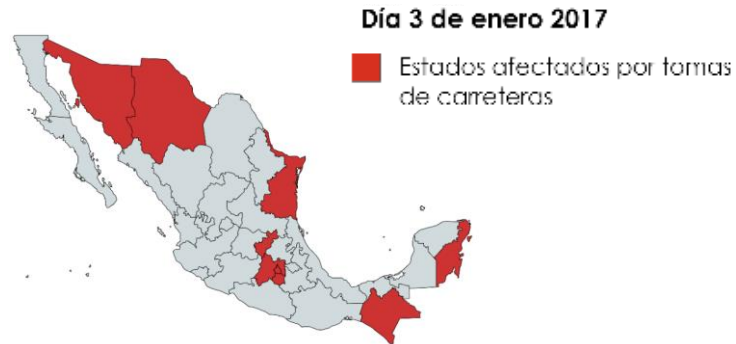 Día 3 de enero 2017
Estados afectados por tomas
de carreteras